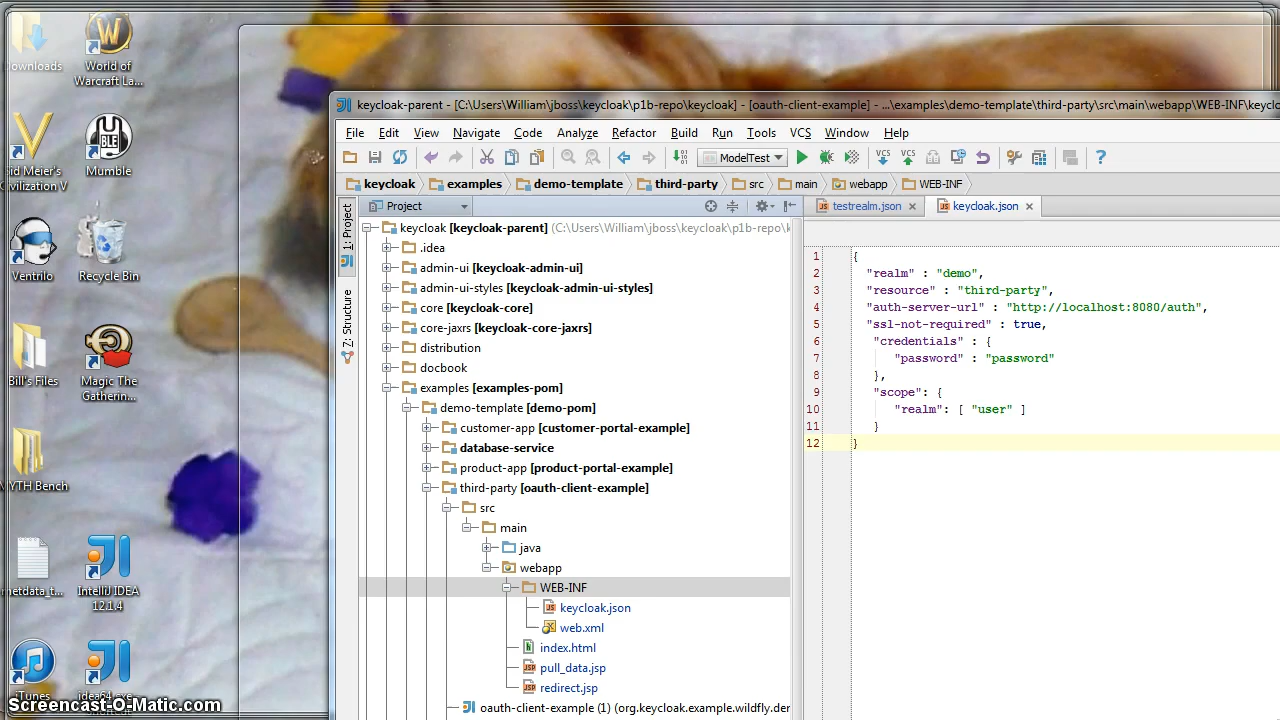 ownloads
World of
Warcraft La...
Sid Meier's
Civilization V
Mumble
Ventrilo
Recycle Bin
Bill's Files
Magic The
Gatherin...
MYTH Bench
netdata_t...
IntelliJ IDEA
12.1.4
iTunes
idea64.exe -
Screencast-O-Matic.com
keycloak-parent - [C:\Users\William\jboss\keycloak\p1b-repo\keycloak] - [oauth-client-example] - ...\examples\demo-template\third-party\src\main\webapp\WEB-INF\keyclo
File Edit View Navigate Code Analyze Refactor Build Run Tools VCS Window Help
ModelTest
VCS VCS
keycloak examples demo-template third-party src main webapp WEB-INF
1: Project
Z: Structure
Project
keycloak [keycloak-parent] (C:\Users\William\jboss\keycloak\p1b-repo\k
.idea
admin-ui [keycloak-admin-ui]
admin-ui-styles [keycloak-admin-ui-styles]
core [keycloak-core]
core-jaxrs [keycloak-core-jaxrs]
distribution
docbook
examples [examples-pom]
demo-template [demo-pom]
customer-app [customer-portal-example]
database-service
product-app [product-portal-example]
third-party [oauth-client-example]
src
main
java
webapp
WEB-INF
keycloak.json
web.xml
index.html
pull_data.jsp
redirect.jsp
oauth-client-example (1) (org.keycloak.example.wildfly.der
testrealm.json
keycloak.json
1 {
2 "realm" : "demo",
3 "resource" : "third-party",
4 "auth-server-url" : "http://localhost:8080/auth",
5 "ssl-not-required" : true,
6 "credentials" : {
7 "password" : "password"
8 },
9 "scope": {
10 "realm": [ "user" ]
11 }
12 }